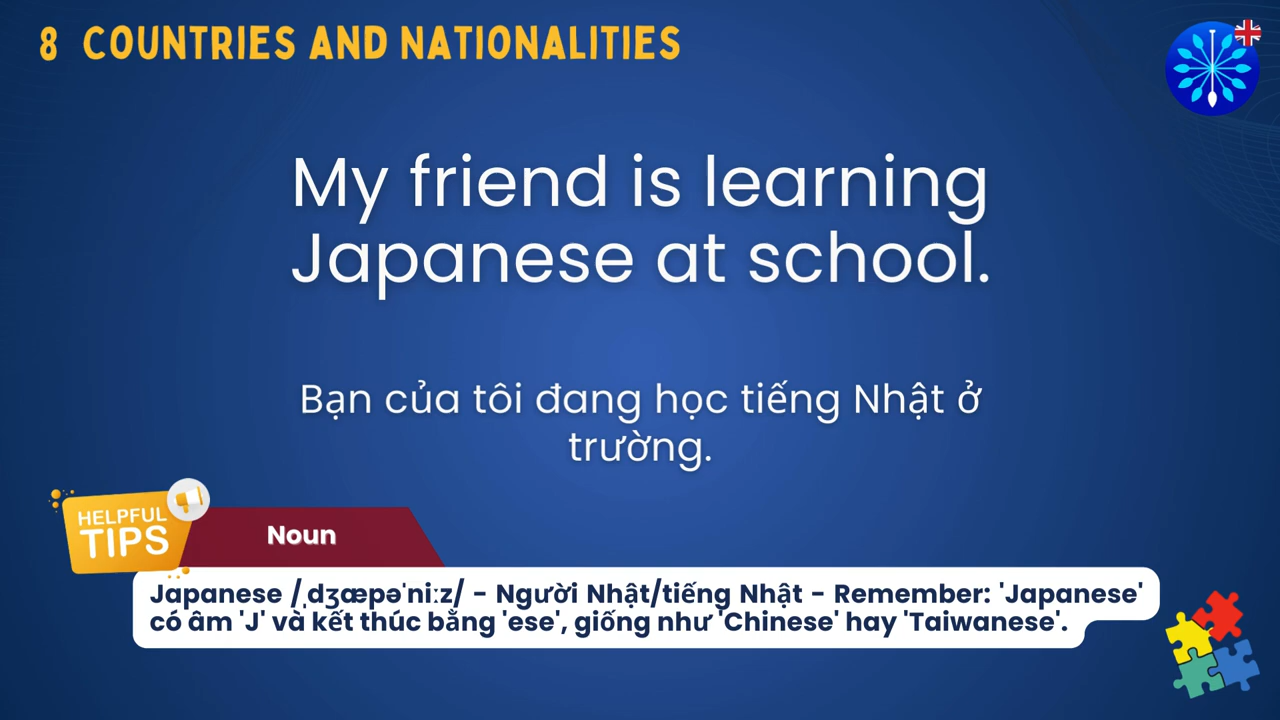 8 COUNTRIES AND NATIONALITIES
My friend is learning
Japanese at school.
Bạn của tôi đang học tiếng Nhật ở
trường.
HELPFUL
TIPS
Noun
Japanese /ˌdʒæpəˈniːz/ - Người Nhật/tiếng Nhật - Remember: 'Japanese'
có âm 'J' và kết thúc bằng 'ese', giống như 'Chinese' hay 'Taiwanese'.